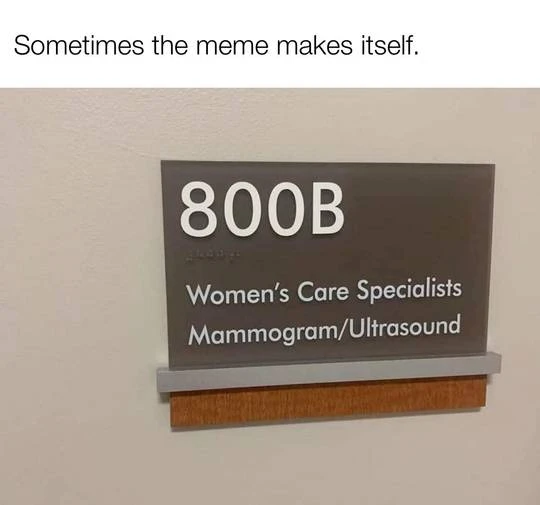 Sometimes the meme makes itself.
800B
Women's Care Specialists
Mammogram/Ultrasound